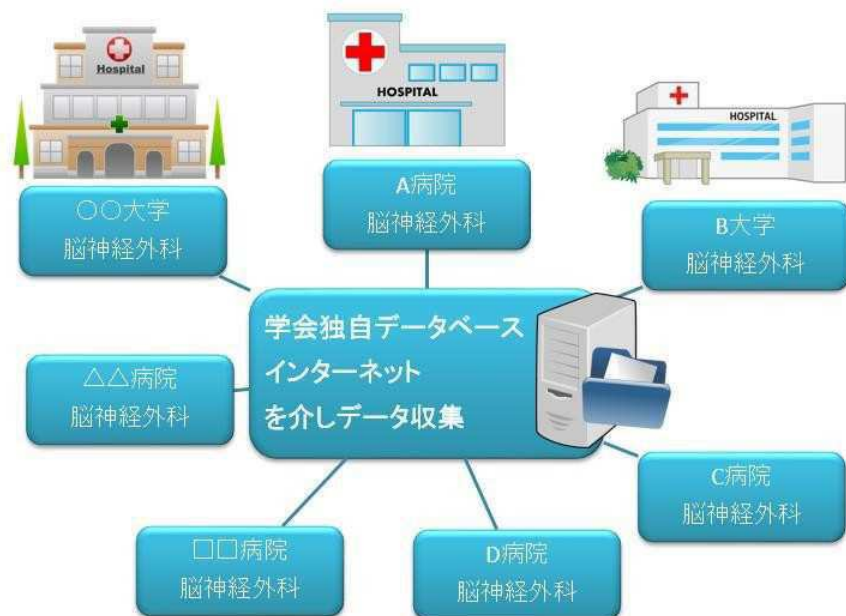 Hospital
HOSPITAL
HOSPITAL
○○大学
脳神経外科
A病院
脳神経外科
B大学
脳神経外科
学会独自データベース
インターネット
を介しデータ収集
△△病院
脳神経外科
C病院
脳神経外科
□□病院
脳神経外科
D病院
脳神経外科